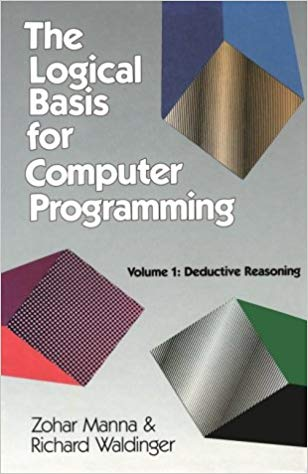 The
Logical
Basis
for
Computer
Programming
Volume 1: Deductive Reasoning
Zohar Manna &
Richard Waldinger